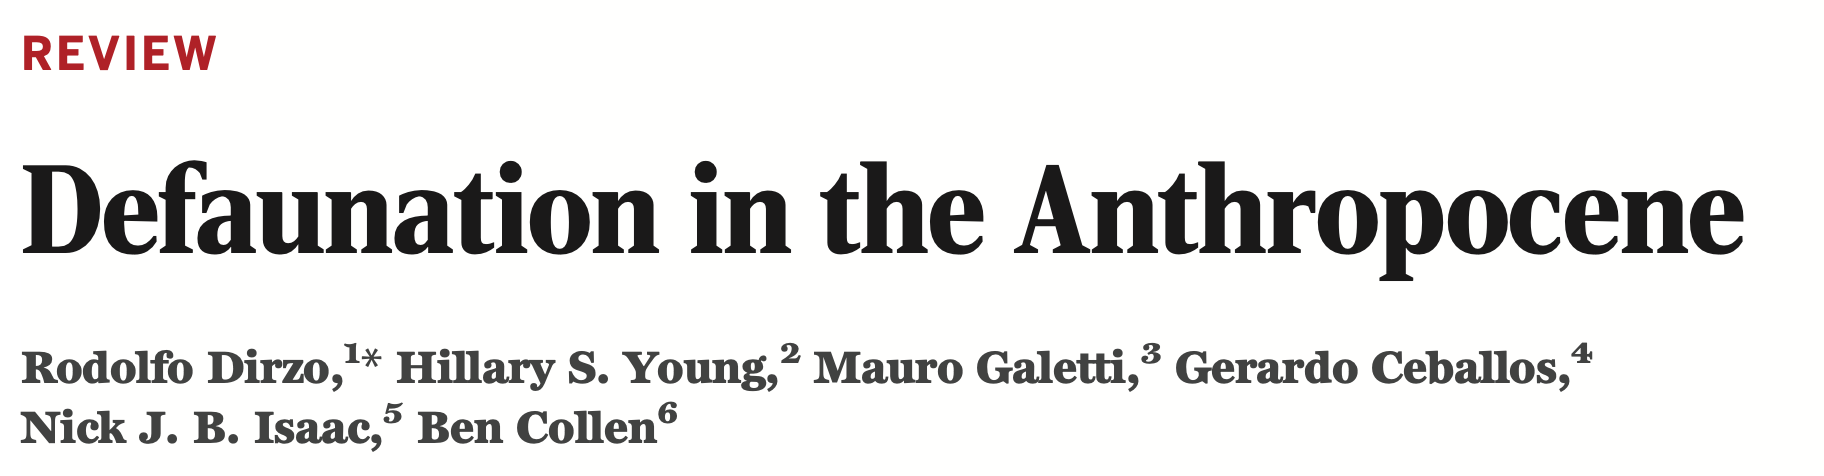 REVIEW
Defaunation in the Anthropocene
Rodolfo Dirzo,¹* Hillary S. Young,² Mauro Galetti,³ Gerardo Ceballos,⁴
Nick J. B. Isaac,⁵ Ben Collen⁶